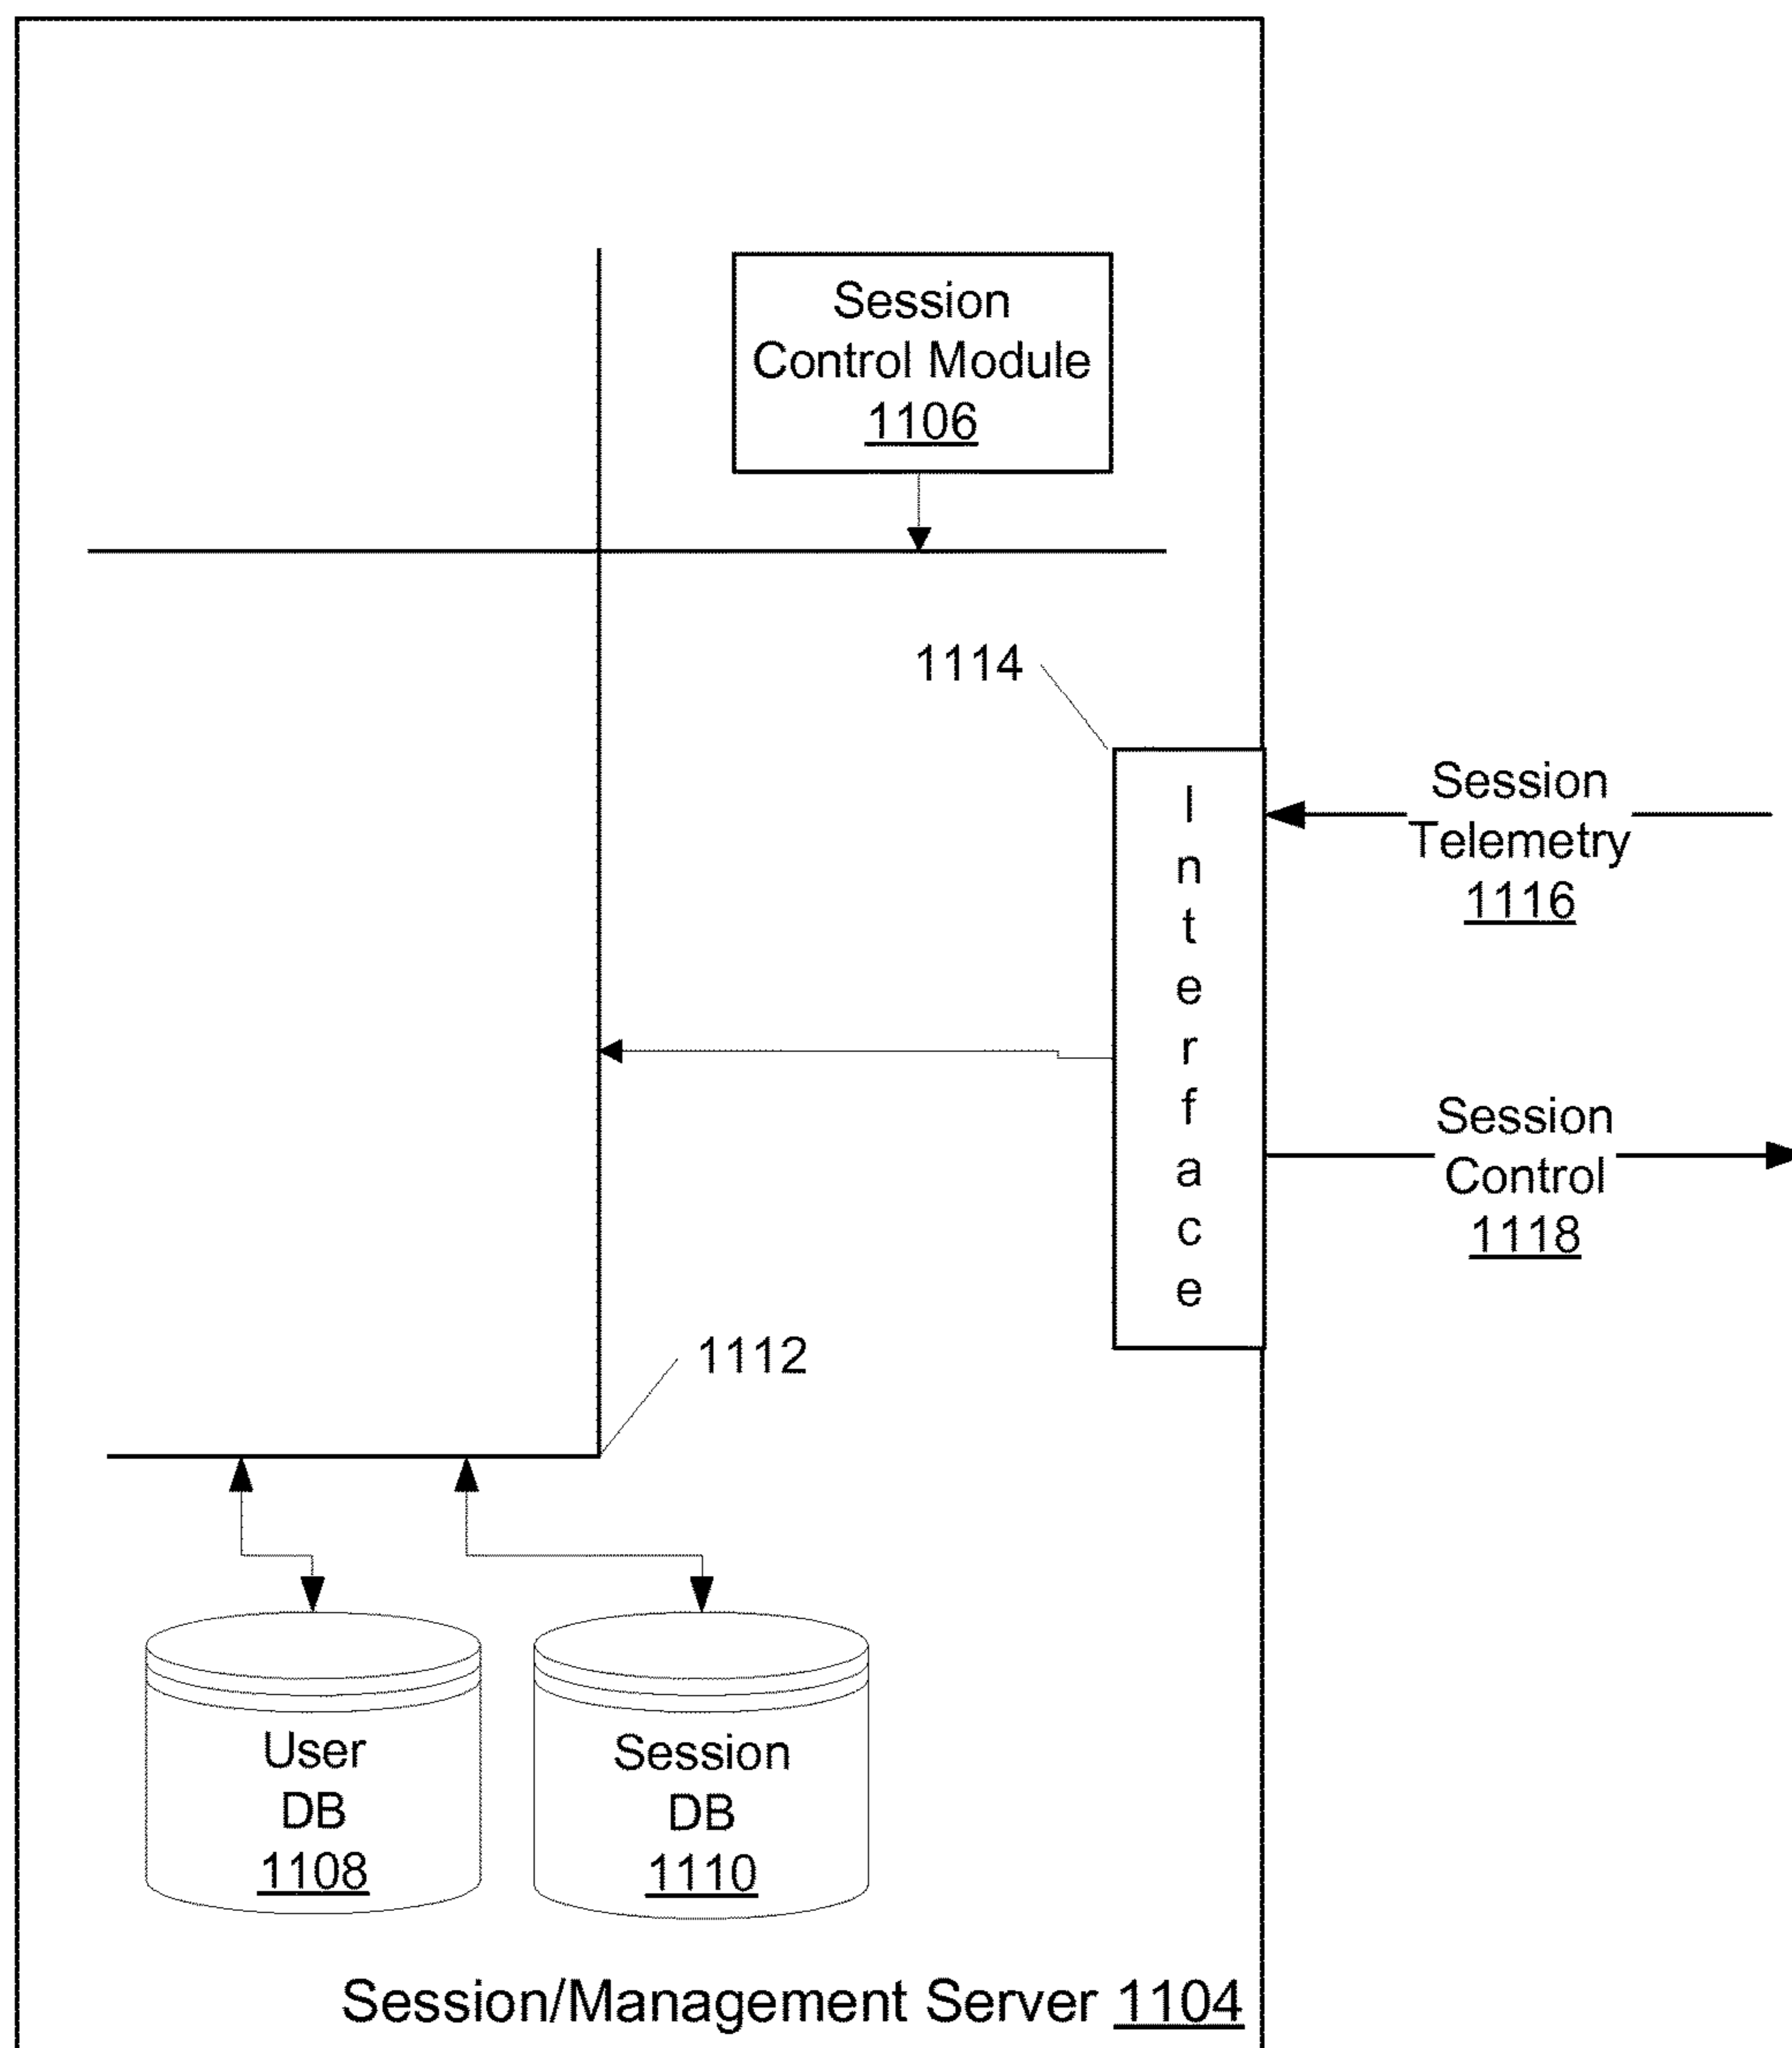 Session
Control Module
1106
1114
Interface
Session
Telemetry
1116
Session
Control
1118
1112
User
DB
1108
Session
DB
1110
Session/Management Server 1104